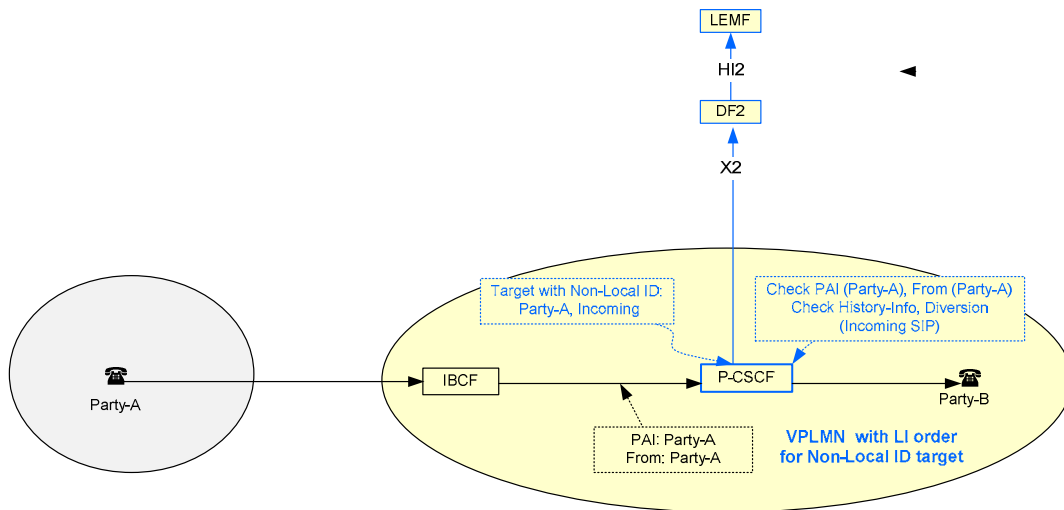 LEMF
HI2
DF2
X2
Target with Non-Local ID:
Party-A, Incoming
Check PAI (Party-A), From (Party-A)
Check History-Info, Diversion
(Incoming SIP)
IBCF
P-CSCF
Party-A
Party-B
PAI: Party-A
From: Party-A
VPLMN with LI order
for Non-Local ID target